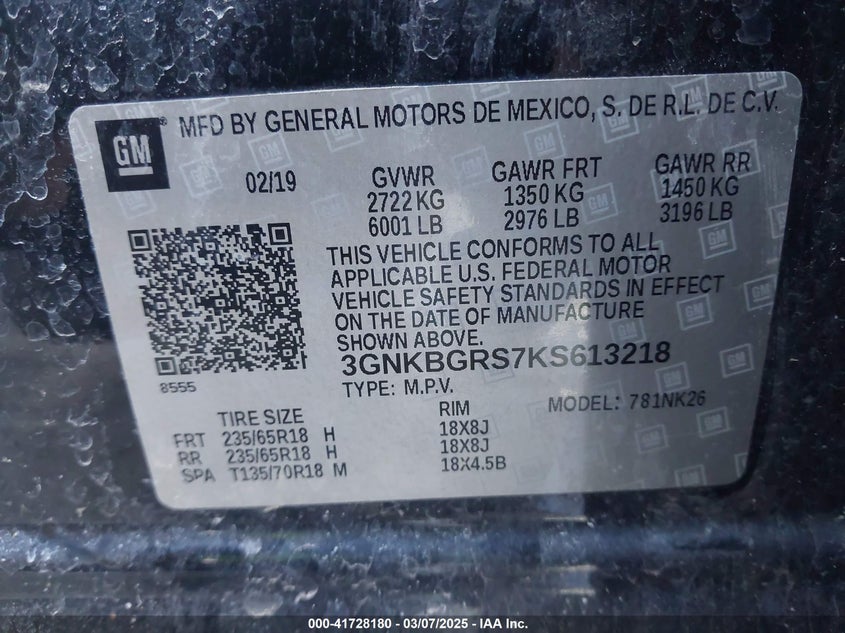 GM
® MFD BY GENERAL MOTORS DE MEXICO, S. DE R.L. DE C.V.
02/19
GVWR GAWR FRT GAWR RR
2722 KG 1350 KG 1450 KG
6001 LB 2976 LB 3196 LB
THIS VEHICLE CONFORMS TO ALL
APPLICABLE U.S. FEDERAL MOTOR
VEHICLE SAFETY STANDARDS IN EFFECT
ON THE DATE OF MANUFACTURE
SHOWN ABOVE.
3GNKBGRS7KS613218
8555
TYPE: M.P.V. MODEL: 781NK26
TIRE SIZE RIM
FRT 235/65R18 H 18X8J
RR 235/65R18 H 18X8J
SPA T135/70R18 M 18X4.5B
000-41728180 — 03/07/2025 — IAA Inc.